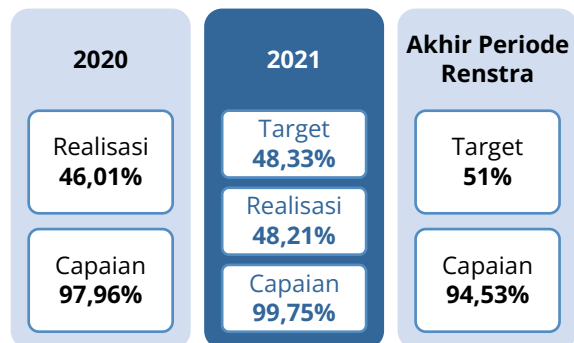 2020
Realisasi
46,01%
Capaian
97,96%
2021
Target
48,33%
Realisasi
48,21%
Capaian
99,75%
Akhir Periode
Renstra
Target
51%
Capaian
94,53%